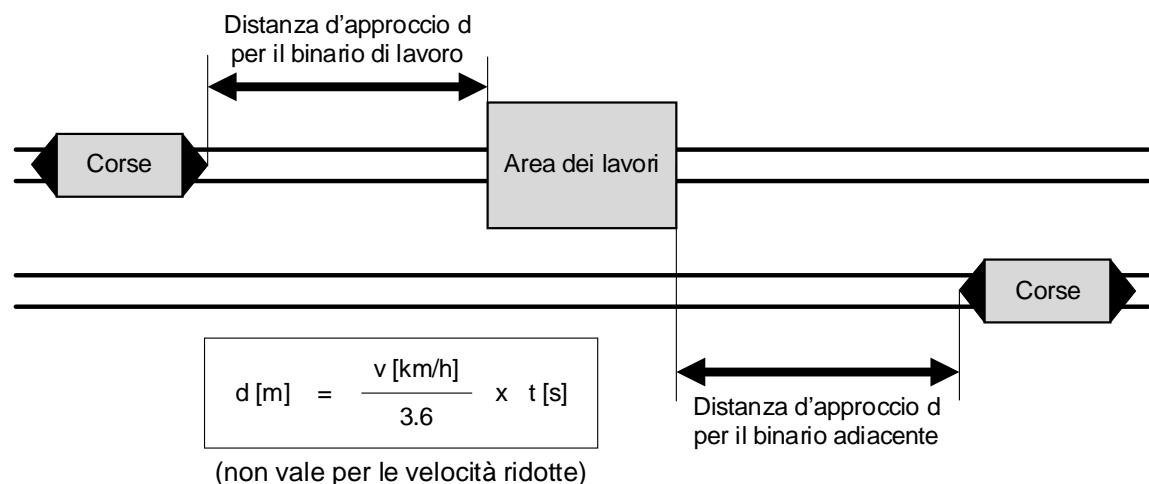 Distanza d'approccio d
per il binario di lavoro
Corse
Area dei lavori
Corse
d [m] = v [km/h] / 3.6 x t [s]
(non vale per le velocità ridotte)
Distanza d'approccio d
per il binario adiacente